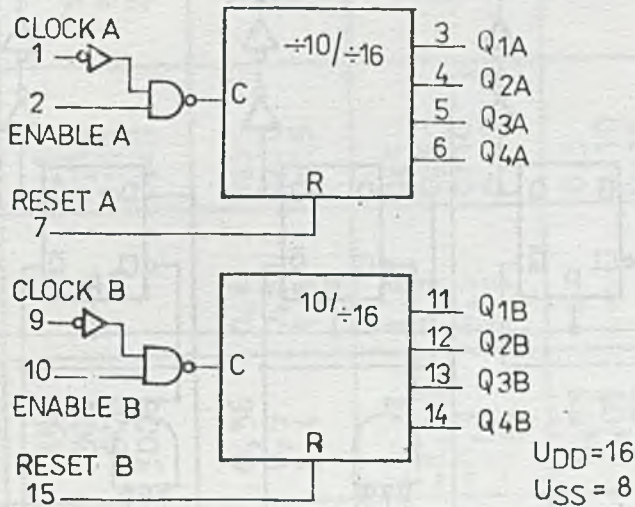 CLOCK A
1
2
ENABLE A
C
÷10/÷16
R
3 Q1A
4 Q2A
5 Q3A
6 Q4A
RESET A
7
CLOCK B
9
10
ENABLE B
C
10/÷16
R
11 Q1B
12 Q2B
13 Q3B
14 Q4B
RESET B
15
UDD=16
USS = 8